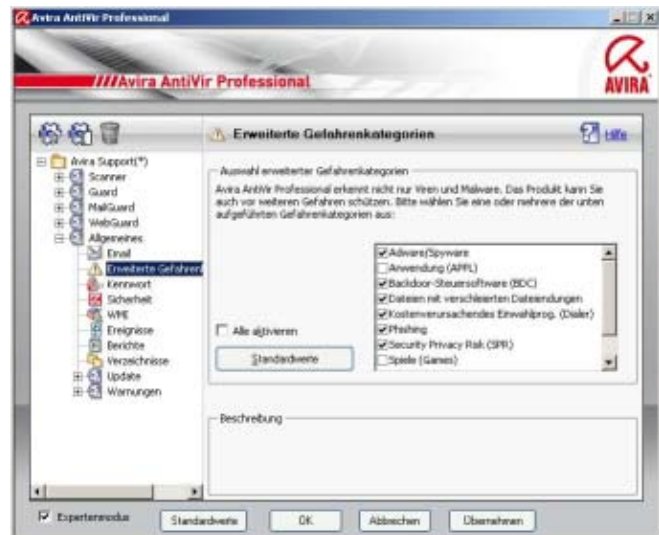 Avira AntiVir Professional
///Avira AntiVir Professional
AVIRA
Erweiterte Gefahrenkategorien
Hilfe
Avira Support(*)
Scanner
Guard
MailGuard
WebGuard
Allgemeines
Email
Erweiterte Gefahren
Kennwort
Sicherheit
WMI
Ereignisse
Berichte
Verzeichnisse
Update
Warnungen
Auswahl erweiterter Gefahrenkategorien
Avira AntiVir Professional erkennt nicht nur Viren und Malware. Das Produkt kann Sie
auch vor weiteren Gefahren schützen. Bitte wählen Sie eine oder mehrere der unten
aufgeführten Gefahrenkategorien aus:
Adware/Spyware
Anwendung (APPL)
Backdoor-Steuersoftware (BDC)
Dateien mit verschleierten Dateiendungen
Kostenverursachendes Einwahlprog. (Dialer)
Phishing
Security Privacy Risk (SPR)
Spiele (Games)
Alle aktivieren
Standardwerte
Beschreibung
Expertenmodus
Standardwerte
OK
Abbrechen
Übernehmen